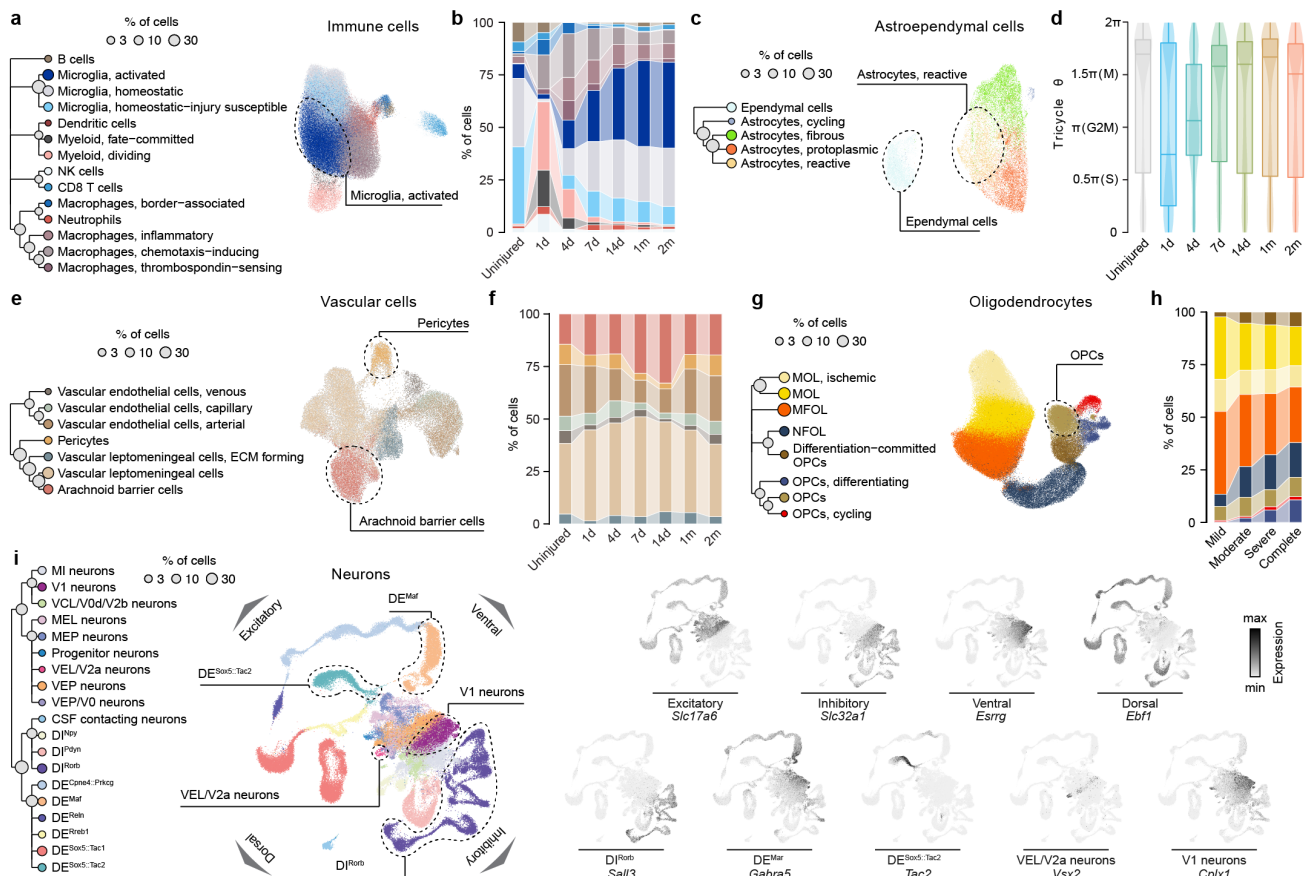 a
% of cells
3 10 30
Immune cells
B cells
Microglia, activated
Microglia, homeostatic
Microglia, homeostatic−injury susceptible
Dendritic cells
Myeloid, fate−committed
Myeloid, dividing
NK cells
CD8 T cells
Macrophages, border−associated
Neutrophils
Macrophages, inflammatory
Macrophages, chemotaxis−inducing
Macrophages, thrombospondin−sensing
Microglia, activated
b
% of cells
100
75
50
25
0
Uninjured 1d 4d 7d 14d 1m 2m
c
Astroependymal cells
% of cells
3 10 30
Astrocytes, reactive
Ependymal cells
Astrocytes, cycling
Astrocytes, fibrous
Astrocytes, protoplasmic
Astrocytes, reactive
Ependymal cells
d
Tricycle θ
2π
1.5π(M)
π(G2M)
0.5π(S)
0
Uninjured 1d 4d 7d 14d 1m 2m
e
Vascular cells
% of cells
3 10 30
Pericytes
Vascular endothelial cells, venous
Vascular endothelial cells, capillary
Vascular endothelial cells, arterial
Pericytes
Vascular leptomeningeal cells, ECM forming
Vascular leptomeningeal cells
Arachnoid barrier cells
Arachnoid barrier cells
f
% of cells
100
75
50
25
0
Uninjured 1d 4d 7d 14d 1m 2m
g
Oligodendrocytes
% of cells
3 10 30
OPCs
MOL, ischemic
MOL
MFOL
NFOL
Differentiation−committed
OPCs
OPCs, differentiating
OPCs
OPCs, cycling
h
% of cells
100
75
50
25
0
Mild Moderate Severe Complete
i
% of cells
3 10 30
Neurons
MI neurons
V1 neurons
VCL/V0d/V2b neurons
MEL neurons
MEP neurons
Progenitor neurons
VEL/V2a neurons
VEP neurons
VEP/V0 neurons
CSF contacting neurons
DI^Npy
DI^Pdyn
DI^Rorb
DE^Cpne4::Prkcg
DE^Maf
DE^Reln
DE^Rreb1
DE^Sox5::Tac1
DE^Sox5::Tac2
Excitatory
DE^Maf
Ventral
DE^Sox5::Tac2
V1 neurons
VEL/V2a neurons
Dorsal
DI^Rorb
Inhibitory
Excitatory
Slc17a6
Inhibitory
Slc32a1
Ventral
Esrrg
Dorsal
Ebf1
max
min
Expression
DI^Rorb
Sall3
DE^Mar
Gabra5
DE^Sox5::Tac2
Tac2
VEL/V2a neurons
Vsx2
V1 neurons
Cplx1